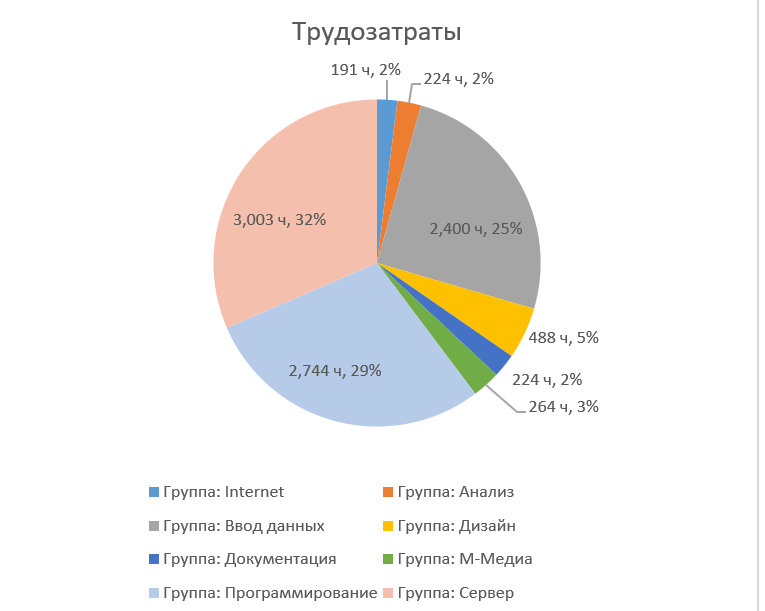 Трудозатраты
191 ч, 2%
224 ч, 2%
3,003 ч, 32%
2,400 ч, 25%
488 ч, 5%
2,744 ч, 29%
224 ч, 2%
264 ч, 3%
Группа: Internet
Группа: Анализ
Группа: Ввод данных
Группа: Дизайн
Группа: Документация
Группа: М-Медиа
Группа: Программирование
Группа: Сервер